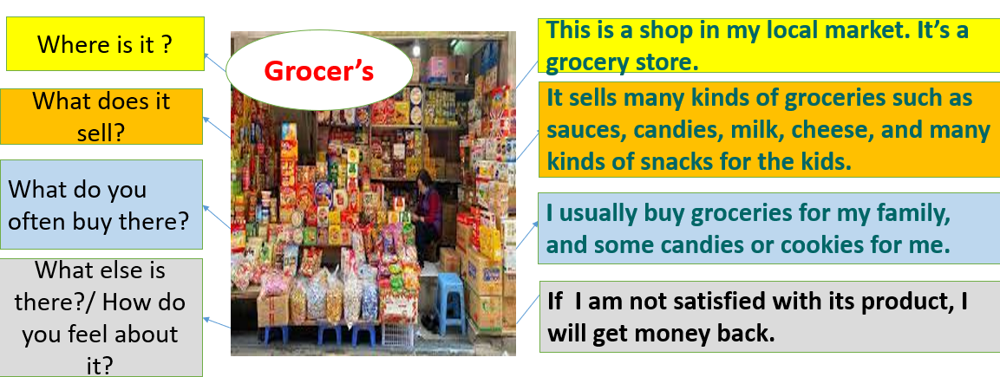 Where is it ?
What does it
sell?
What do you
often buy there?
What else is
there?/ How do
you feel about
it?
Grocer’s
This is a shop in my local market. It’s a
grocery store.
It sells many kinds of groceries such as
sauces, candies, milk, cheese, and many
kinds of snacks for the kids.
I usually buy groceries for my family,
and some candies or cookies for me.
If I am not satisfied with its product, I
will get money back.